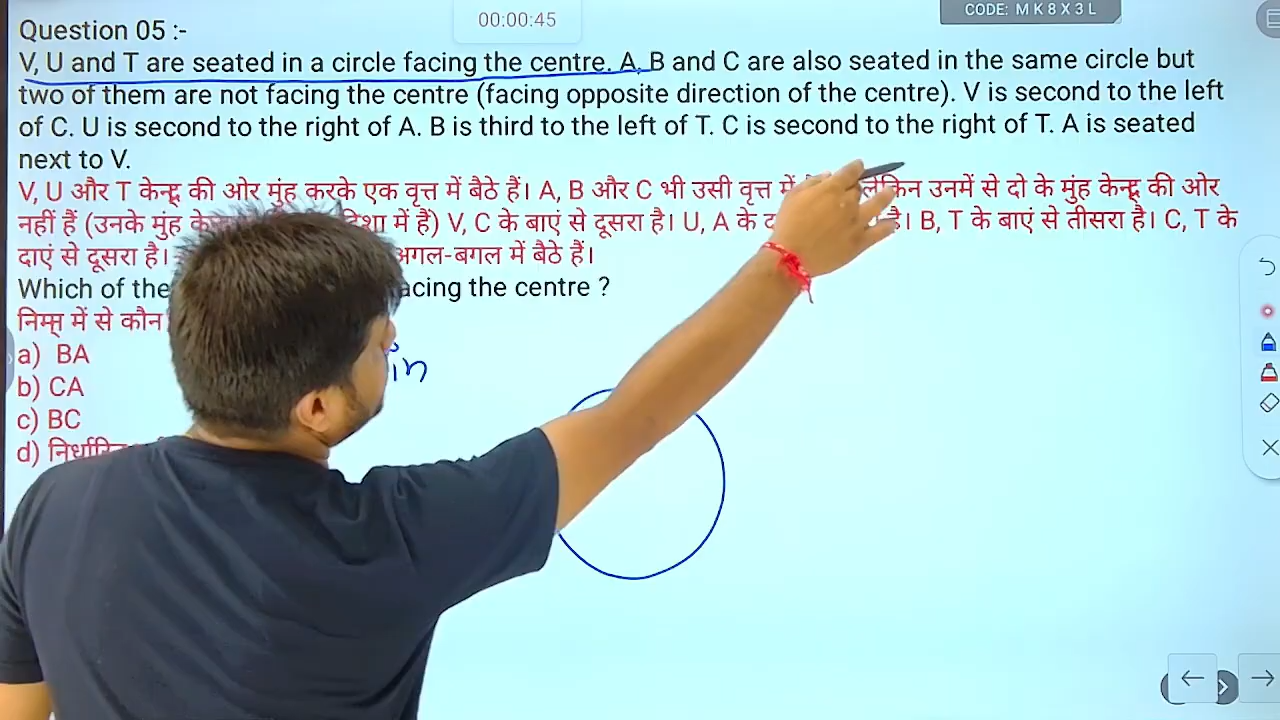 00:00:45
CODE: MK8X3L
Question 05 :-
V, U and T are seated in a circle facing the centre. A, B and C are also seated in the same circle but
two of them are not facing the centre (facing opposite direction of the centre). V is second to the left
of C. U is second to the right of A. B is third to the left of T. C is second to the right of T. A is seated
next to V.
V, U और T केन्द्र की ओर मुंह करके एक वृत्त में बैठे हैं। A, B और C भी उसी वृत्त में लेकिन उनमें से दो के मुंह केन्द्र की ओर
नहीं हैं (उनके मुंह में हैं) V, C के बाएं से दूसरा है। U, A के है। B, T के बाएं से तीसरा है। C, T के
दाएं से दूसरा है। अगल-बगल में बैठे हैं।
Which of the facing the centre ?
में से कौन
a) BA
b) CA
c) BC
d)
in